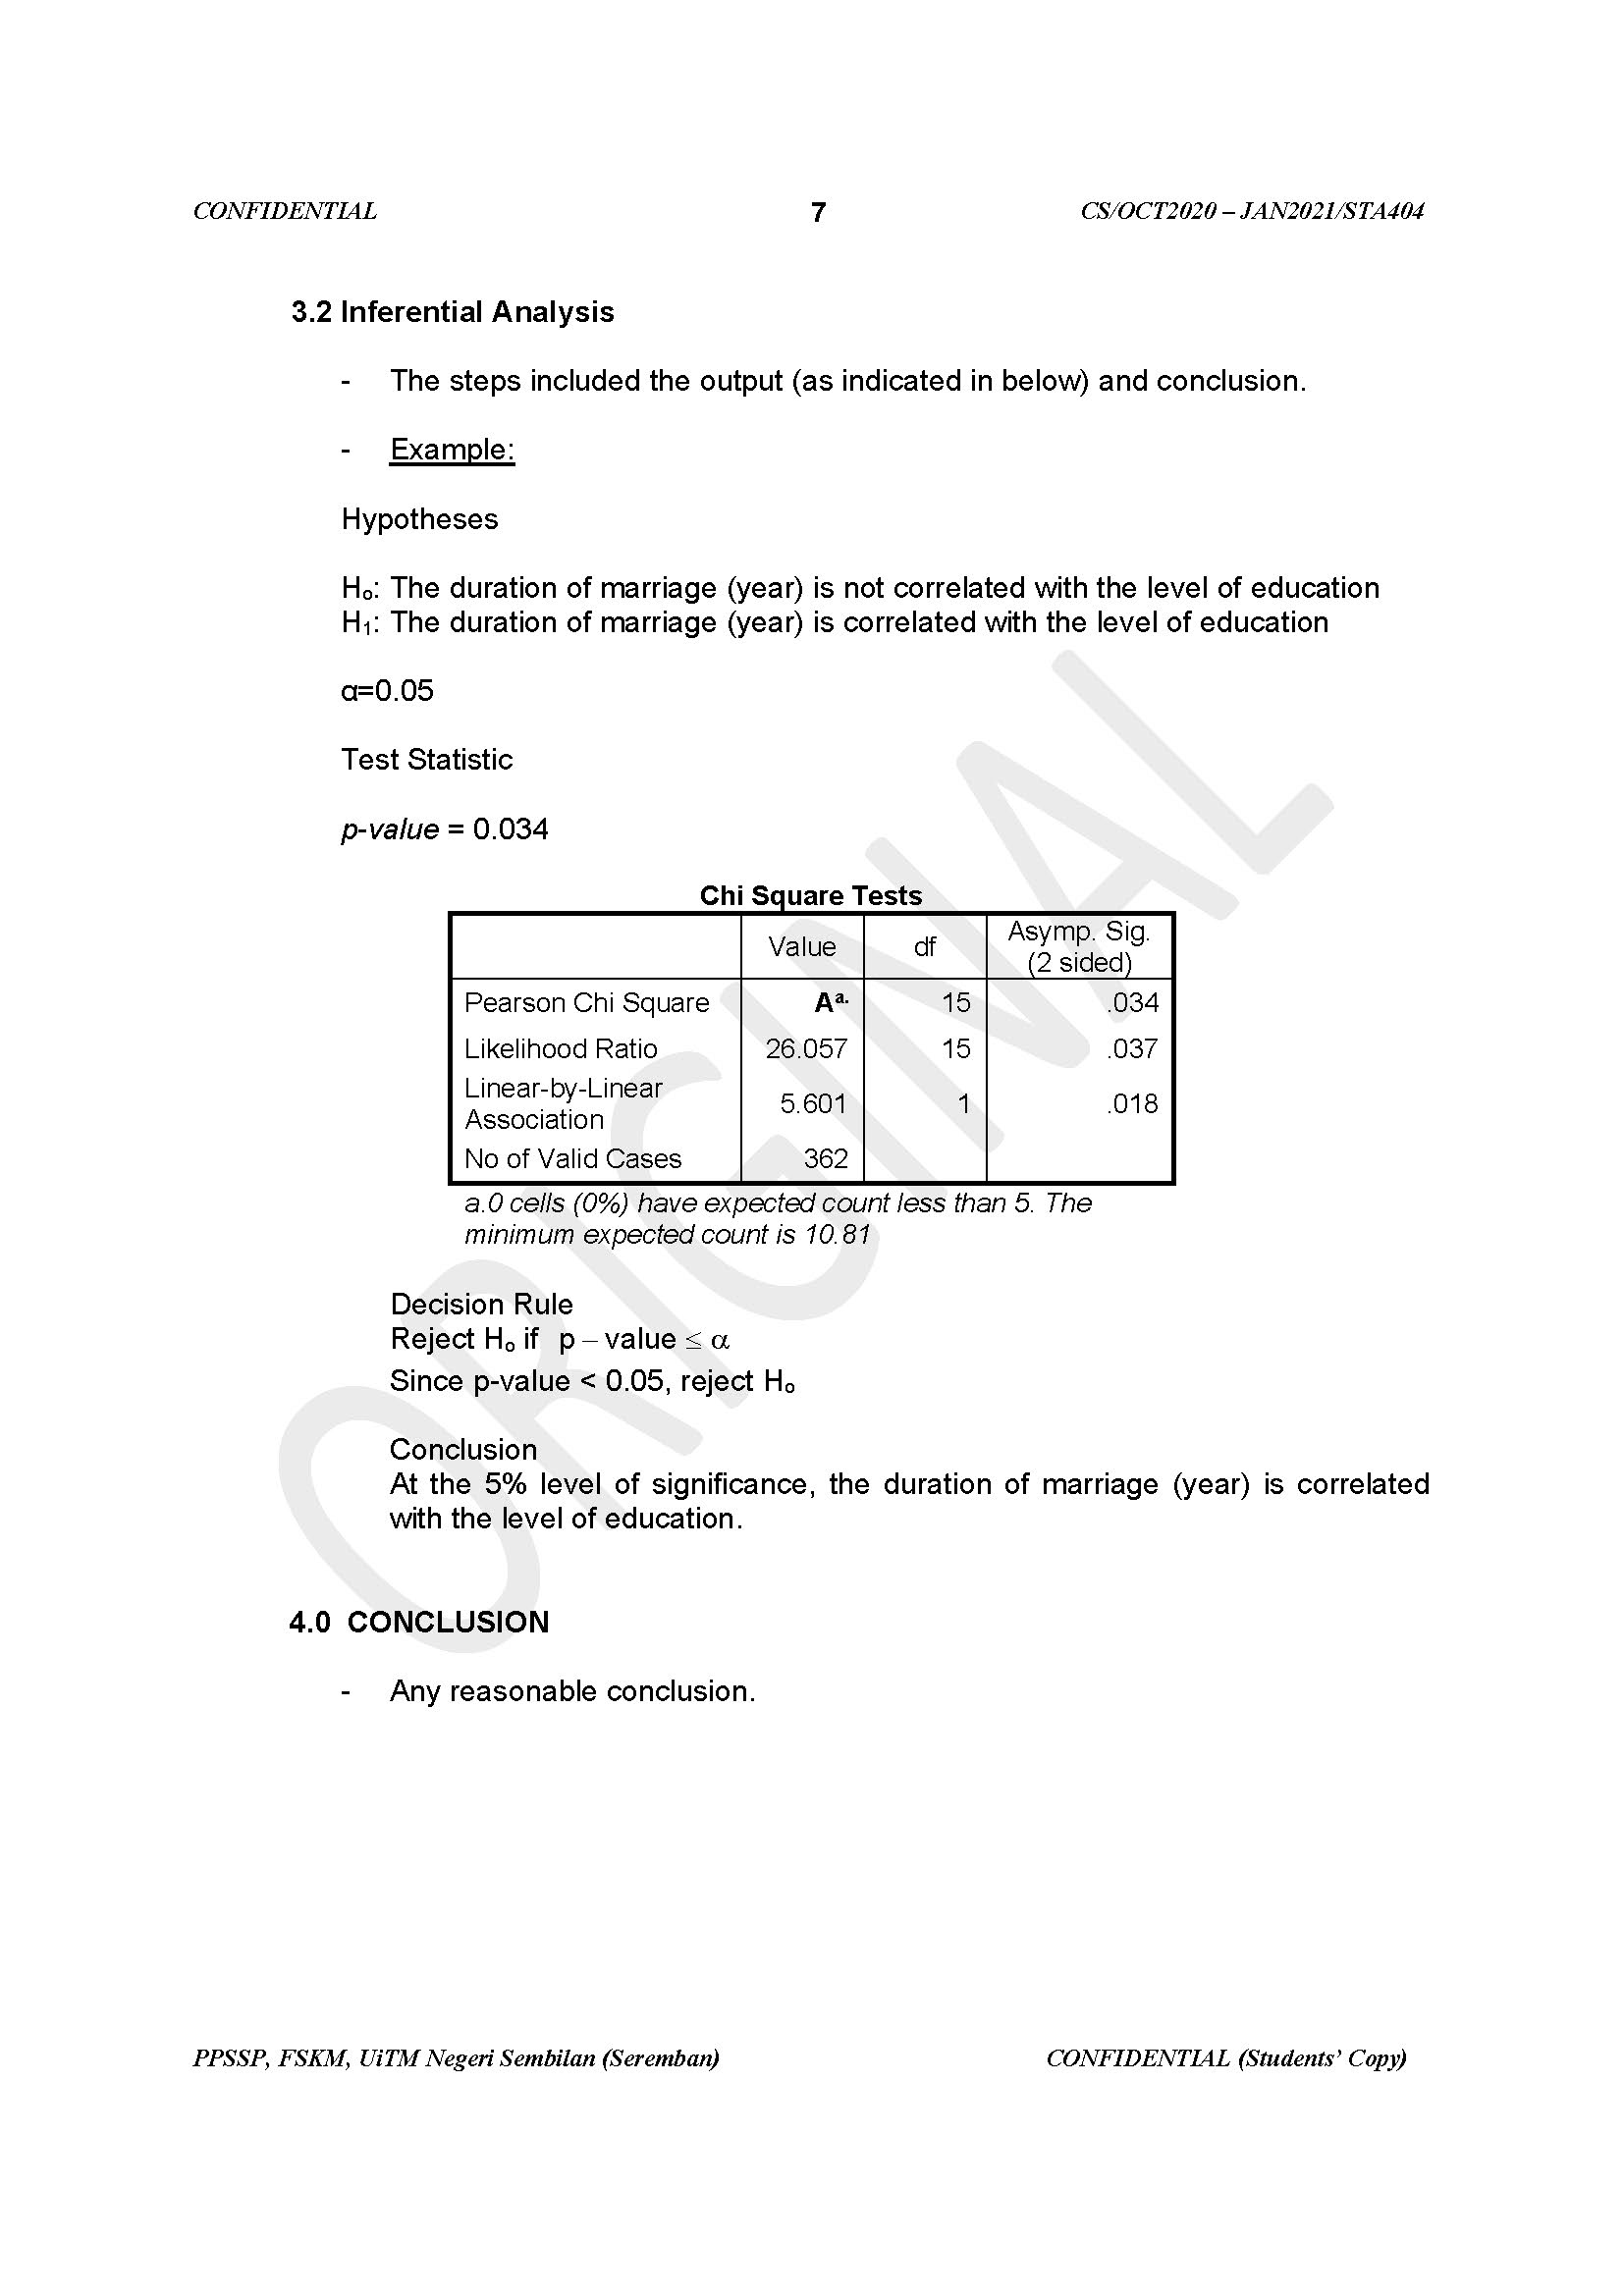 CONFIDENTIAL 7 CS/OCT2020 – JAN2021/STA404
3.2 Inferential Analysis
- The steps included the output (as indicated in below) and conclusion.
- Example:
Hypotheses
Hₒ: The duration of marriage (year) is not correlated with the level of education
H₁: The duration of marriage (year) is correlated with the level of education
α=0.05
Test Statistic
p-value = 0.034
Chi Square Tests
Value df Asymp. Sig.
(2 sided)
Pearson Chi Square Aᵃ· 15 .034
Likelihood Ratio 26.057 15 .037
Linear-by-Linear
Association 5.601 1 .018
No of Valid Cases 362
a.0 cells (0%) have expected count less than 5. The
minimum expected count is 10.81
Decision Rule
Reject Hₒ if p – value ≤ α
Since p-value < 0.05, reject Hₒ
Conclusion
At the 5% level of significance, the duration of marriage (year) is correlated
with the level of education.
4.0 CONCLUSION
- Any reasonable conclusion.
PPSSP, FSKM, UiTM Negeri Sembilan (Seremban) CONFIDENTIAL (Students’ Copy)
ORIGINAL